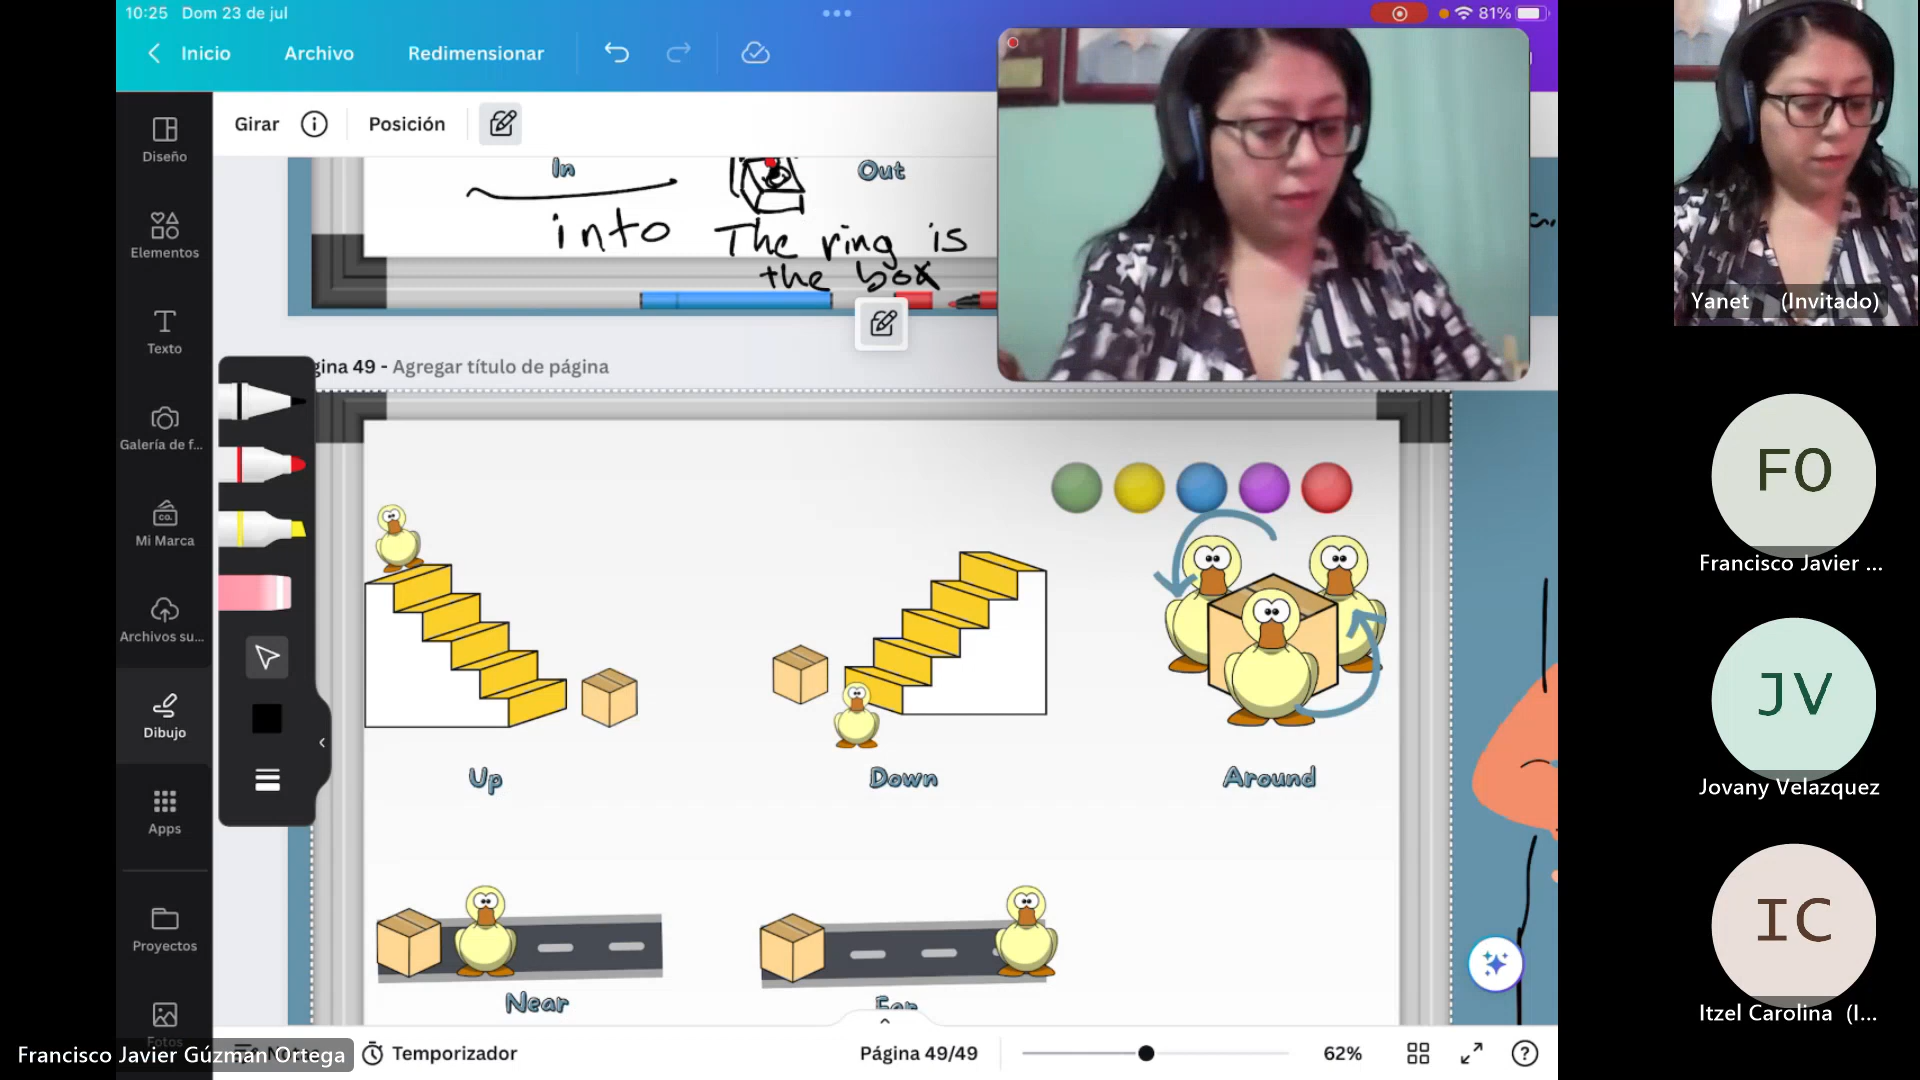 10:25 Dom 23 de jul
81%
Inicio
Archivo
Redimensionar
Girar
Posición
Diseño
Elementos
Texto
Galería de f...
Mi Marca
Archivos su...
Dibujo
Apps
Proyectos
Fotos
In
Out
into
The ring is
the box
gina 49 - Agregar título de página
Up
Down
Around
Near
Far
Francisco Javier Gúzman Ortega
Temporizador
Página 49/49
62%
Yanet (Invitado)
FO
Francisco Javier ...
JV
Jovany Velazquez
IC
Itzel Carolina (I...